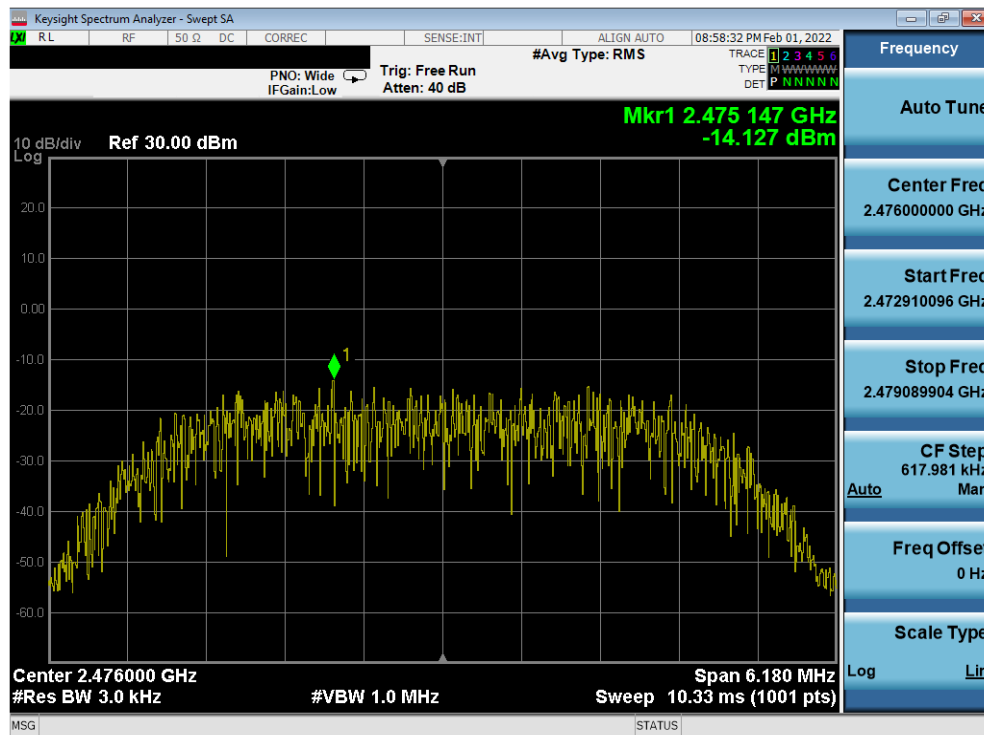 Keysight Spectrum Analyzer - Swept SA
LXI RL RF 50 Ω DC CORREC SENSE:INT ALIGN AUTO 08:58:32 PM Feb 01, 2022
#Avg Type: RMS TRACE 1 2 3 4 5 6
PNO: Wide Trig: Free Run TYPE M WWWWW
IFGain:Low Atten: 40 dB DET P N N N N N
Mkr1 2.475 147 GHz
-14.127 dBm
10 dB/div Ref 30.00 dBm
Log
20.0
10.0
0.00
-10.0
1
-20.0
-30.0
-40.0
-50.0
-60.0
Center 2.476000 GHz Span 6.180 MHz
#Res BW 3.0 kHz #VBW 1.0 MHz Sweep 10.33 ms (1001 pts)
MSG STATUS
Frequency
Auto Tune
Center Freq
2.476000000 GHz
Start Freq
2.472910096 GHz
Stop Freq
2.479089904 GHz
CF Step
617.981 kHz
Auto Man
Freq Offset
0 Hz
Scale Type
Log Lin